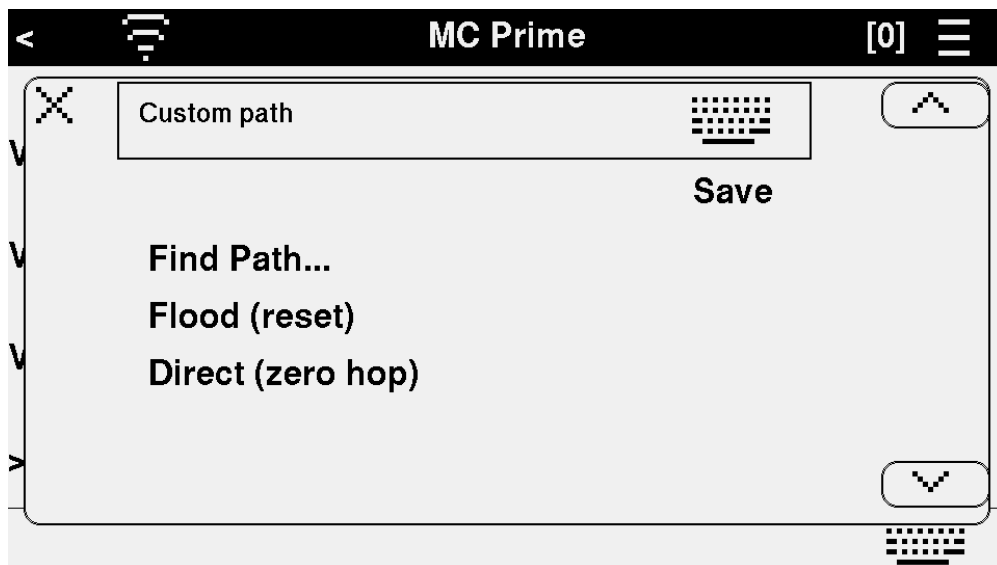 < MC Prime [0]
Custom path
Save
Find Path...
Flood (reset)
Direct (zero hop)
>